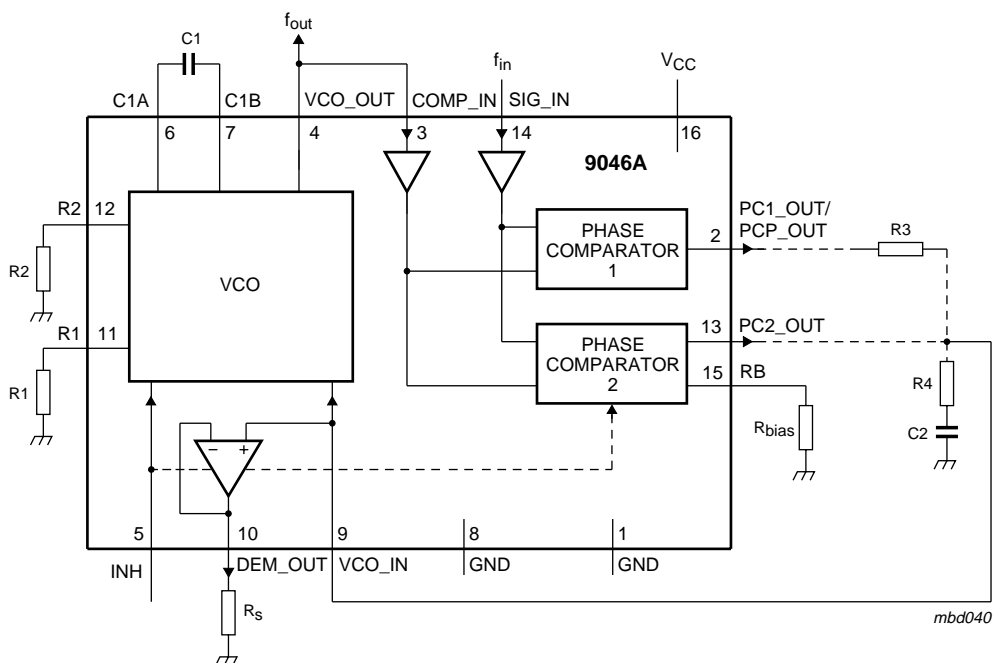 f_out
C1
f_in
V_CC
C1A
C1B
VCO_OUT
COMP_IN
SIG_IN
6
7
4
3
14
16
9046A
R2
12
PC1_OUT/
PCP_OUT
PHASE
COMPARATOR
1
2
R3
R2
VCO
R1
11
13
PC2_OUT
PHASE
COMPARATOR
2
15
RB
R4
R1
R_bias
C2
−
+
5
10
9
8
1
INH
DEM_OUT
VCO_IN
GND
GND
R_s
mbd040